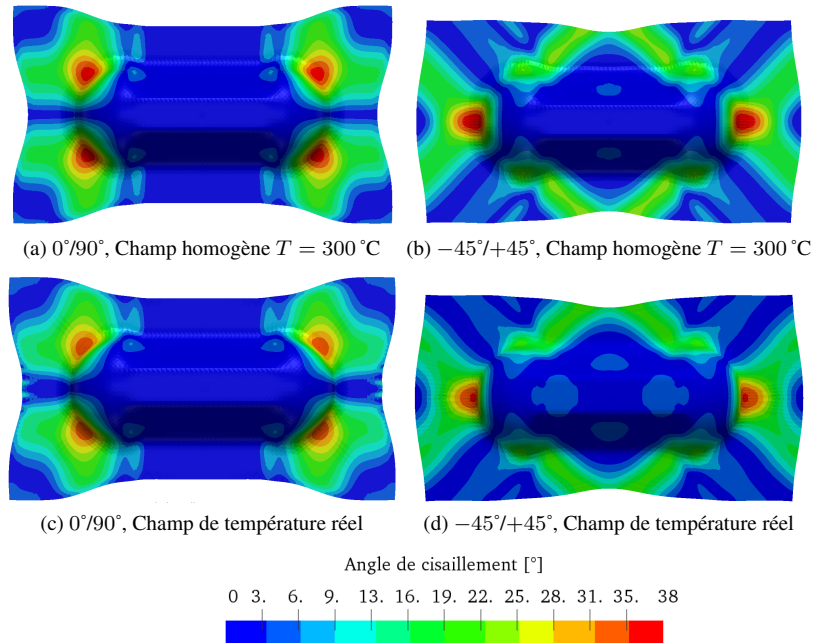 (a) 0°/90°, Champ homogène T = 300 °C
(b) −45°/+45°, Champ homogène T = 300 °C
(c) 0°/90°, Champ de température réel
(d) −45°/+45°, Champ de température réel
Angle de cisaillement [°]
0 3. 6. 9. 13. 16. 19. 22. 25. 28. 31. 35. 38